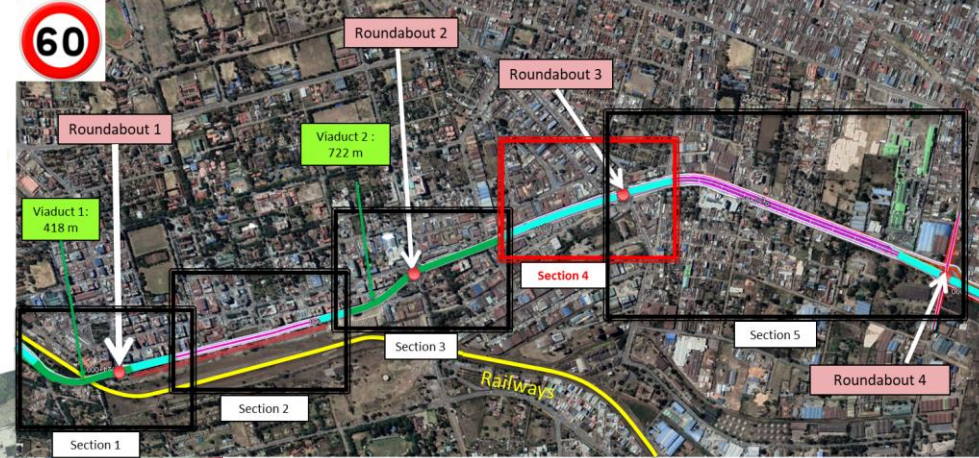 60
Roundabout 2
Roundabout 3
Roundabout 1
Viaduct 2 :
722 m
Viaduct 1:
418 m
Section 4
Section 5
Section 3
Railways
Roundabout 4
Section 2
Section 1